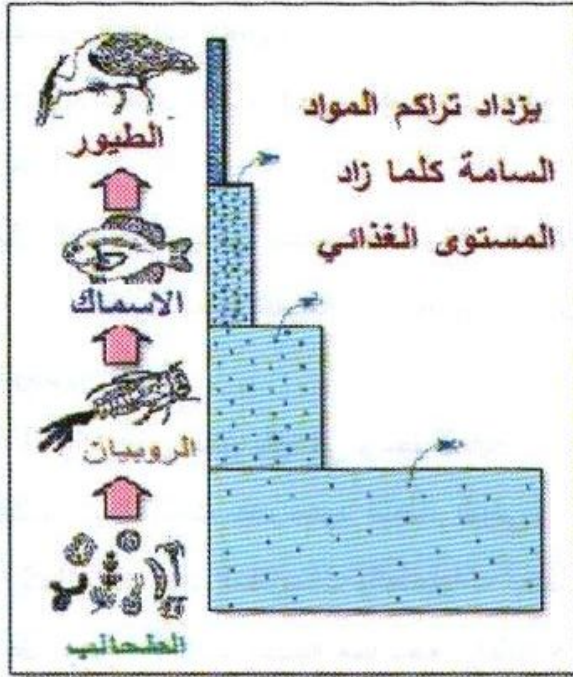 يزداد تراكم المواد
السامة كلما زاد
المستوى الغذائي
الطيور
الاسماك
الروبيان
الطحالب